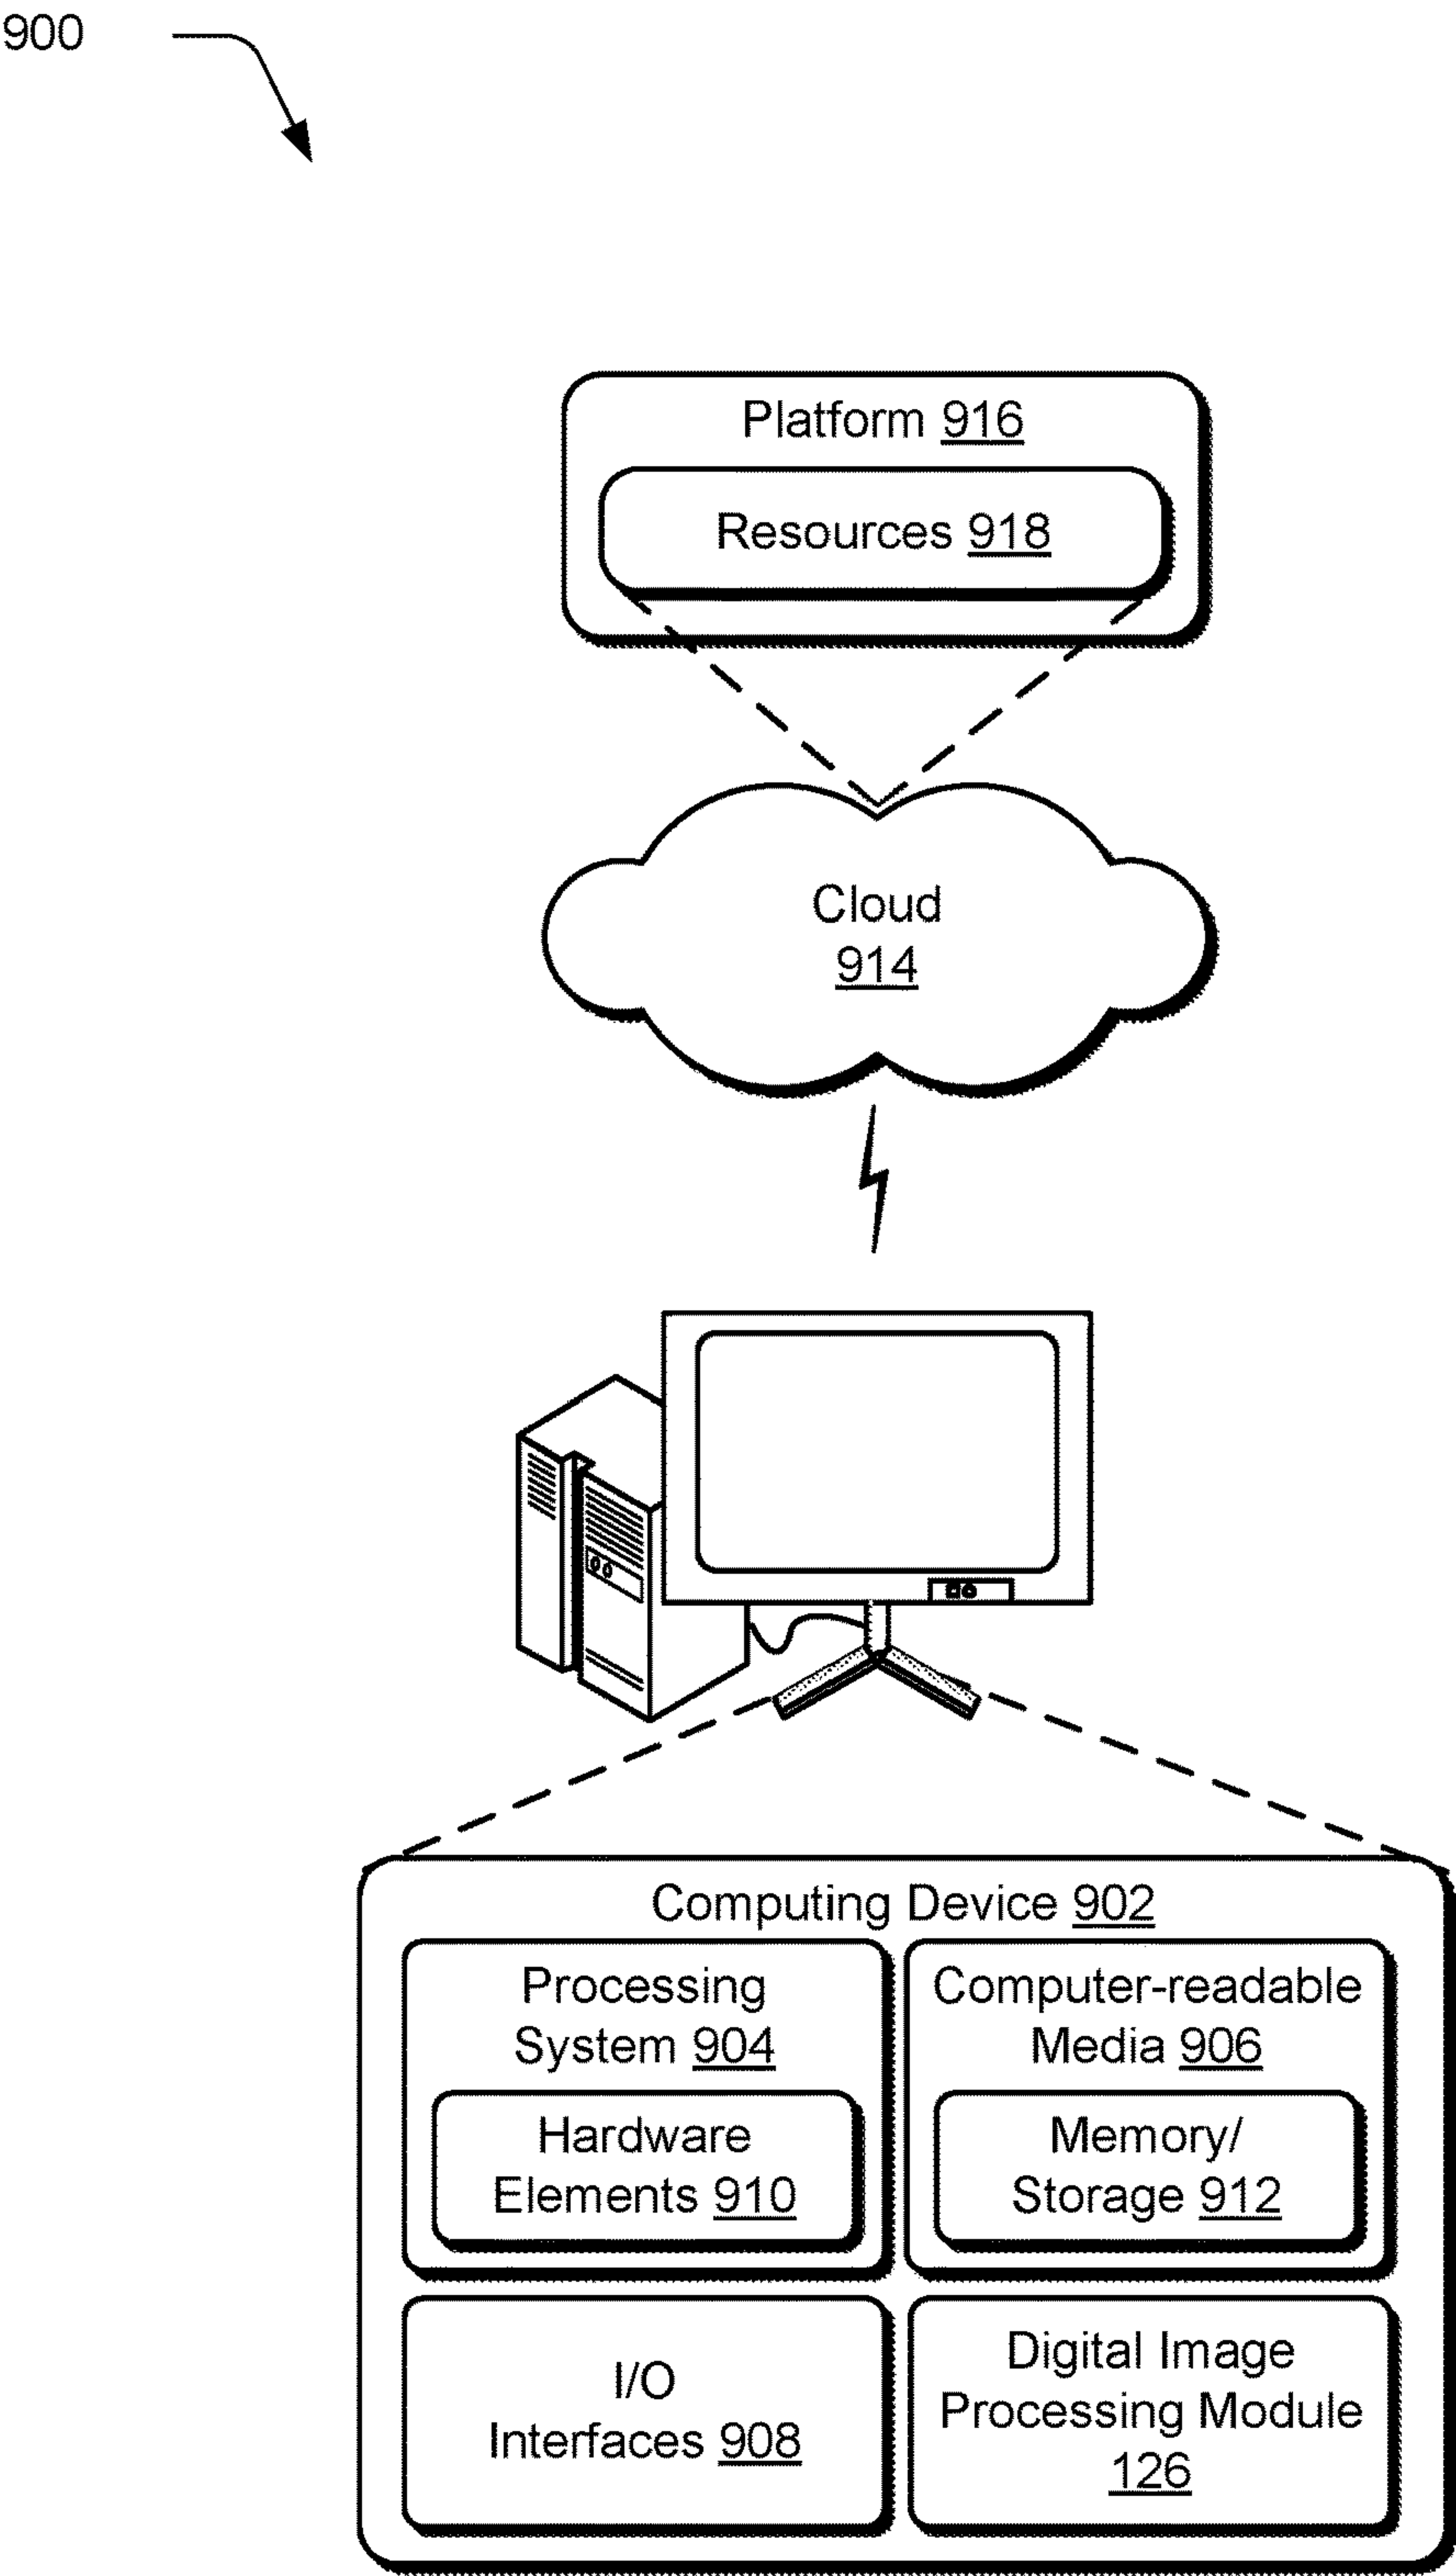 900
Platform 916
Resources 918
Cloud
914
Computing Device 902
Processing
System 904
Hardware
Elements 910
Computer-readable
Media 906
Memory/
Storage 912
I/O
Interfaces 908
Digital Image
Processing Module
126